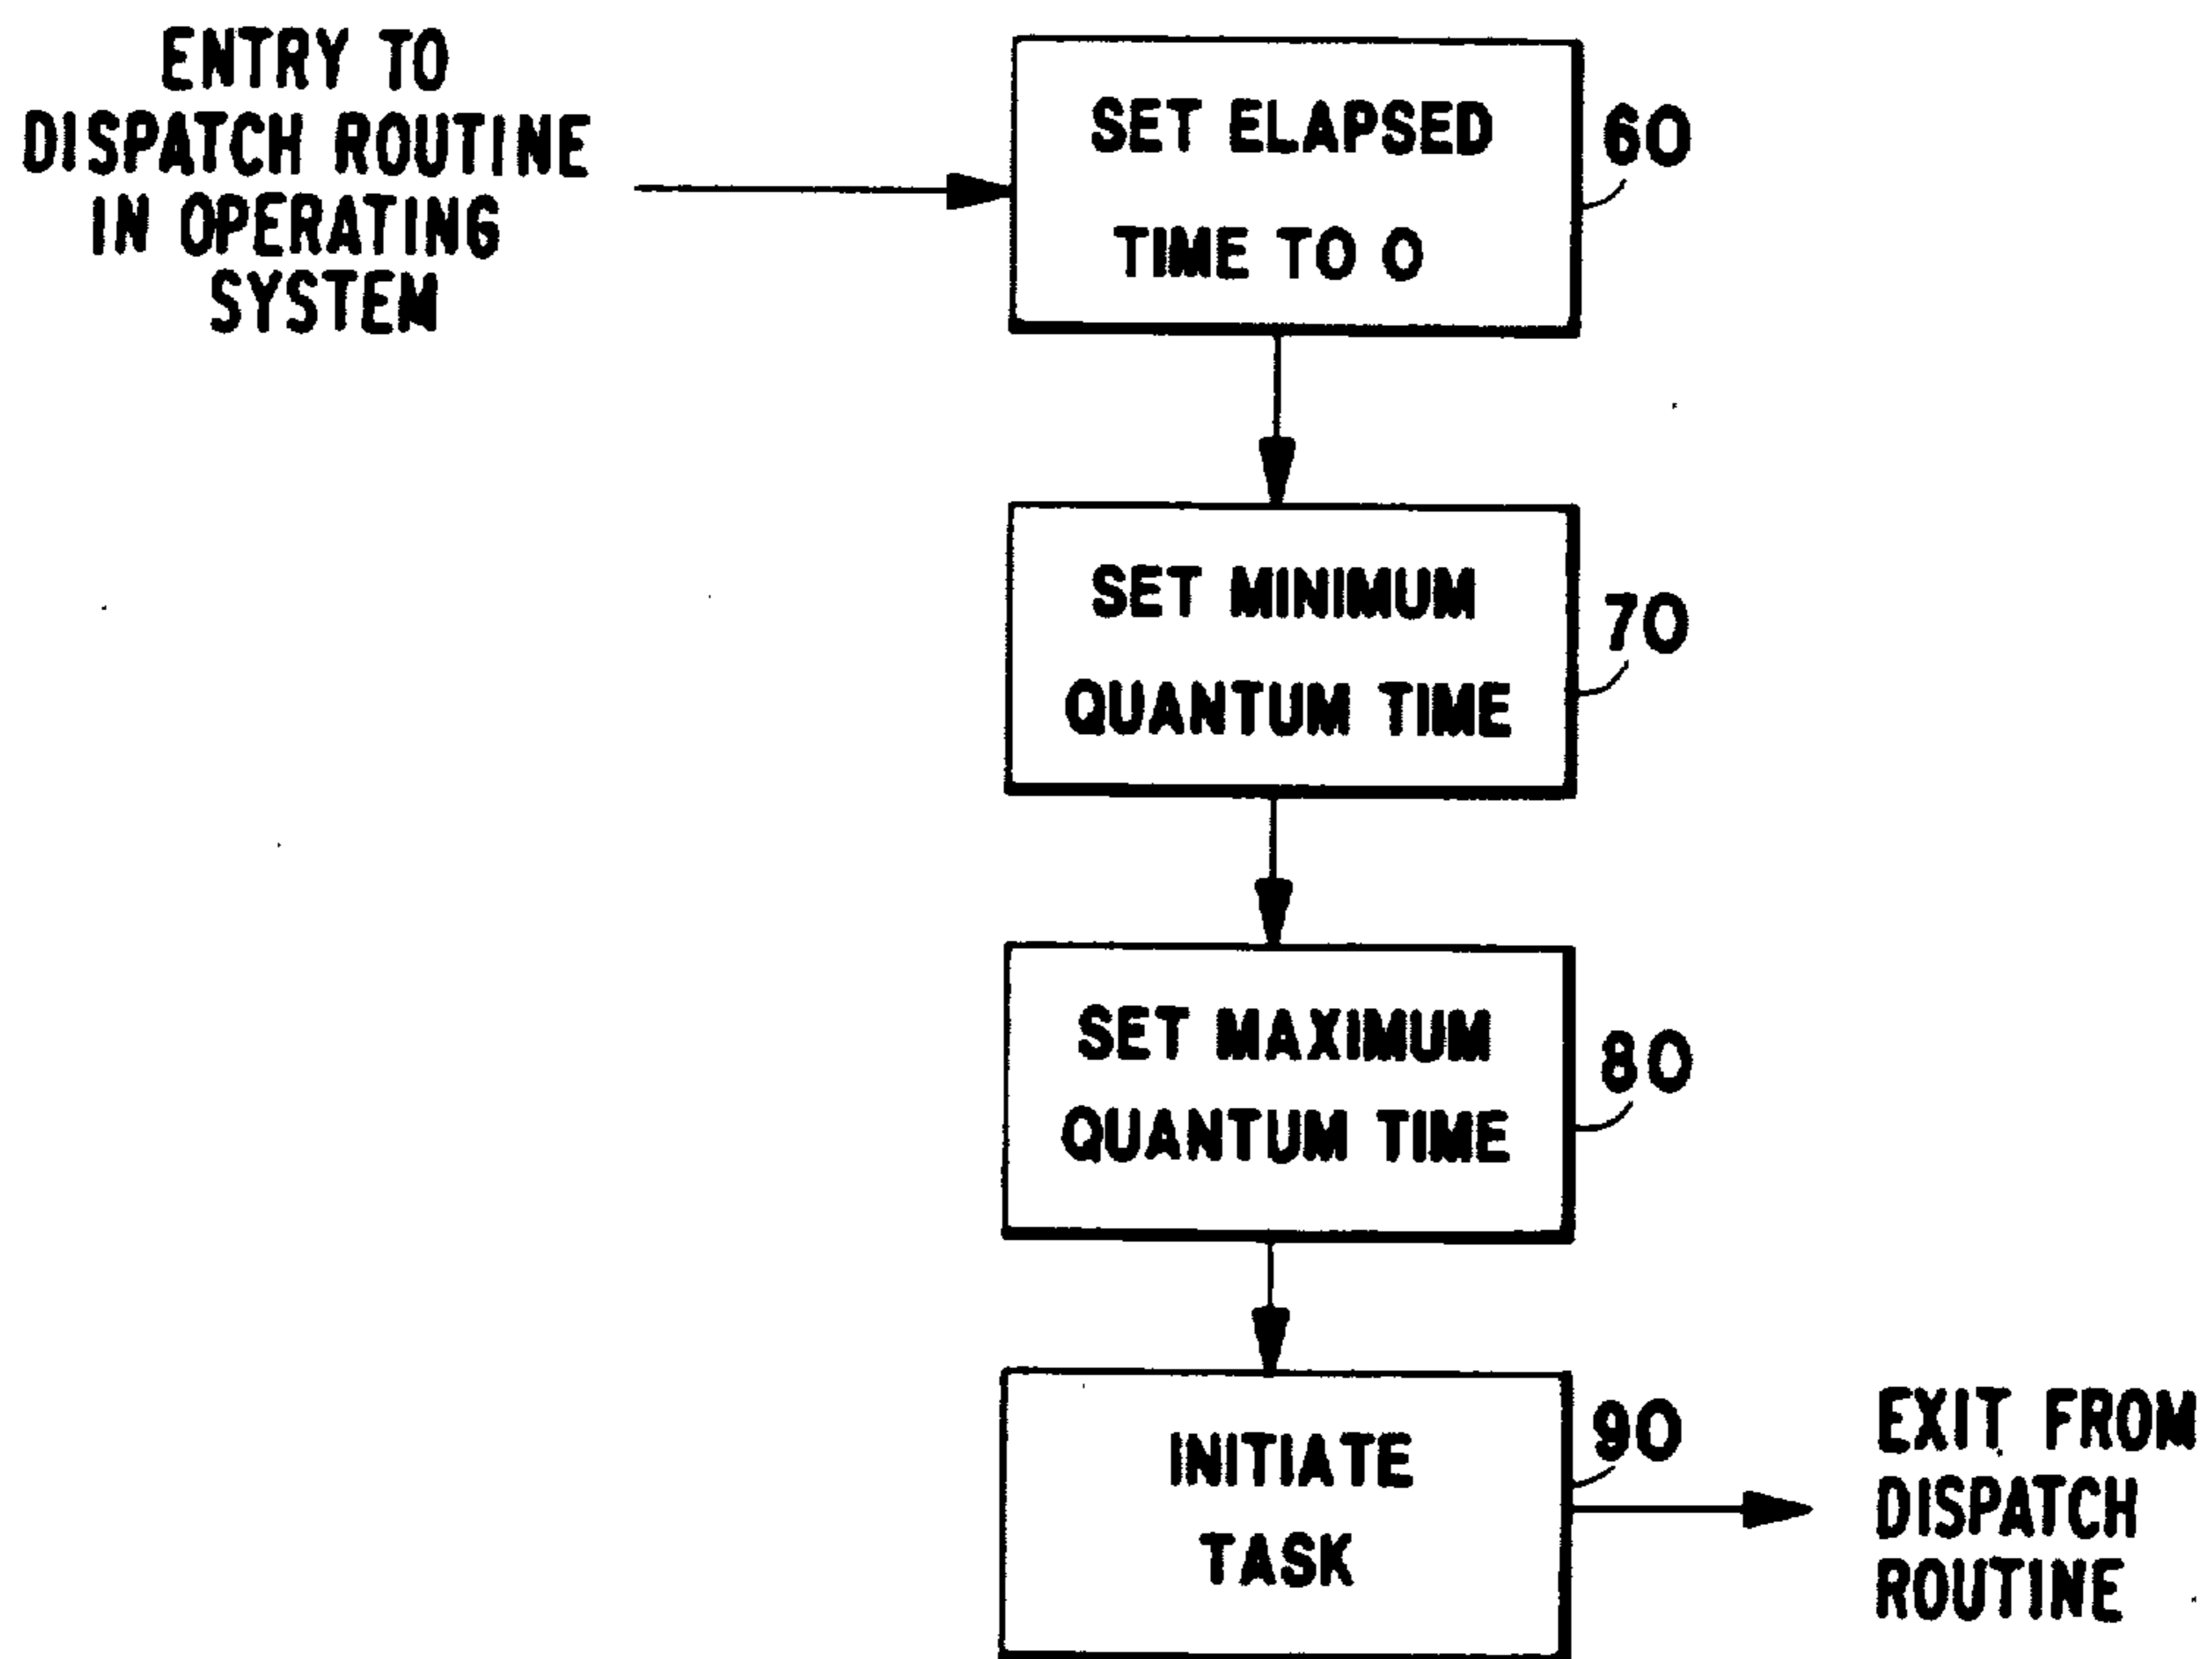 ENTRY TO
DISPATCH ROUTINE
IN OPERATING
SYSTEM
SET ELAPSED
TIME TO 0
60
SET MINIMUM
QUANTUM TIME
70
SET MAXIMUM
QUANTUM TIME
80
INITIATE
TASK
90
EXIT FROM
DISPATCH
ROUTINE